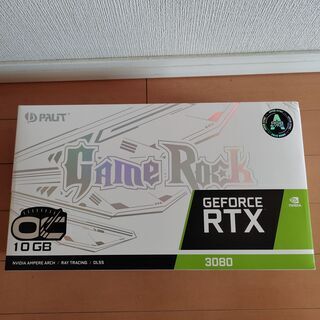 PALIT
GameRock
GEFORCE
RTX
NVIDIA
3080
OC
10GB
NVIDIA AMPERE ARCH / RAY TRACING / DLSS